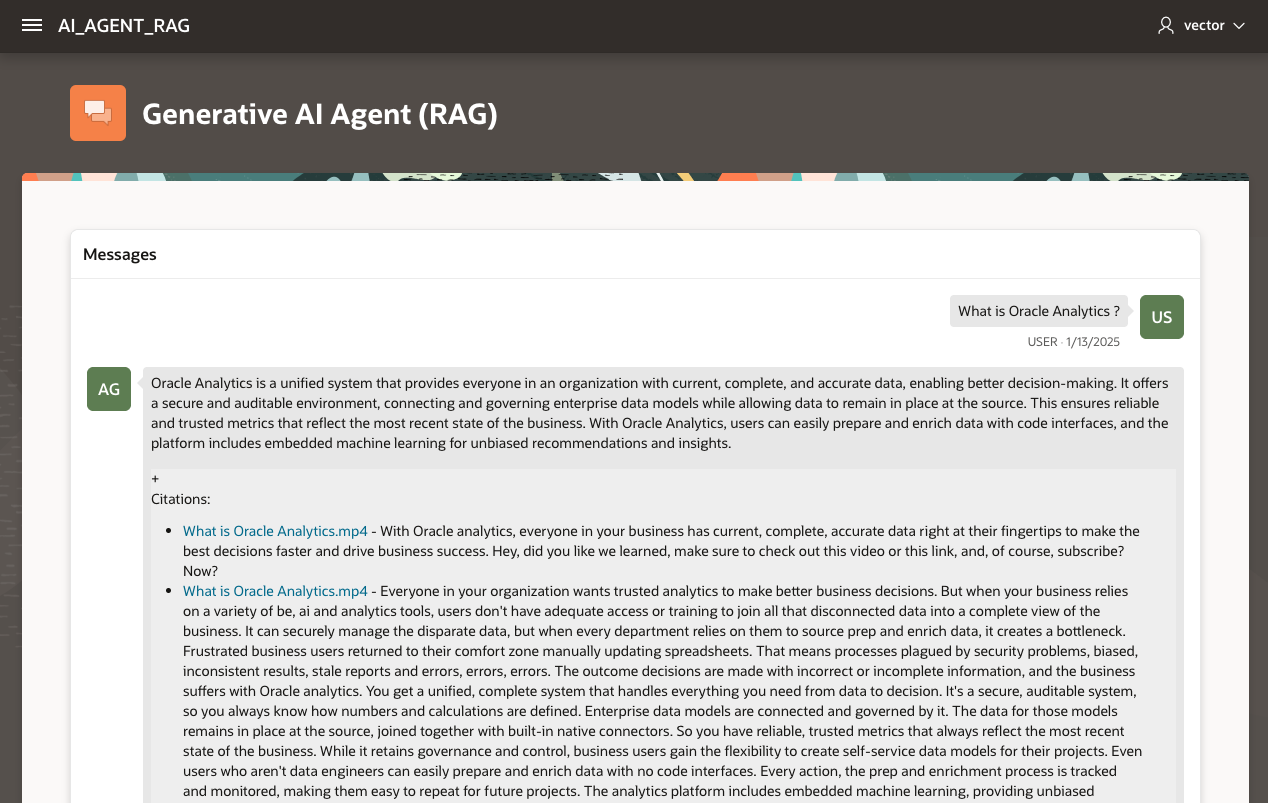 AI_AGENT_RAG
vector
Generative AI Agent (RAG)
Messages
What is Oracle Analytics ?
US
USER · 1/13/2025
AG
Oracle Analytics is a unified system that provides everyone in an organization with current, complete, and accurate data, enabling better decision-making. It offers
a secure and auditable environment, connecting and governing enterprise data models while allowing data to remain in place at the source. This ensures reliable
and trusted metrics that reflect the most recent state of the business. With Oracle Analytics, users can easily prepare and enrich data with code interfaces, and the
platform includes embedded machine learning for unbiased recommendations and insights.
+
Citations:
• What is Oracle Analytics.mp4 - With Oracle analytics, everyone in your business has current, complete, accurate data right at their fingertips to make the
best decisions faster and drive business success. Hey, did you like we learned, make sure to check out this video or this link, and, of course, subscribe?
Now?
• What is Oracle Analytics.mp4 - Everyone in your organization wants trusted analytics to make better business decisions. But when your business relies
on a variety of be, ai and analytics tools, users don't have adequate access or training to join all that disconnected data into a complete view of the
business. It can securely manage the disparate data, but when every department relies on them to source prep and enrich data, it creates a bottleneck.
Frustrated business users returned to their comfort zone manually updating spreadsheets. That means processes plagued by security problems, biased,
inconsistent results, stale reports and errors, errors, errors. The outcome decisions are made with incorrect or incomplete information, and the business
suffers with Oracle analytics. You get a unified, complete system that handles everything you need from data to decision. It's a secure, auditable system,
so you always know how numbers and calculations are defined. Enterprise data models are connected and governed by it. The data for those models
remains in place at the source, joined together with built-in native connectors. So you have reliable, trusted metrics that always reflect the most recent
state of the business. While it retains governance and control, business users gain the flexibility to create self-service data models for their projects. Even
users who aren't data engineers can easily prepare and enrich data with no code interfaces. Every action, the prep and enrichment process is tracked
and monitored, making them easy to repeat for future projects. The analytics platform includes embedded machine learning, providing unbiased